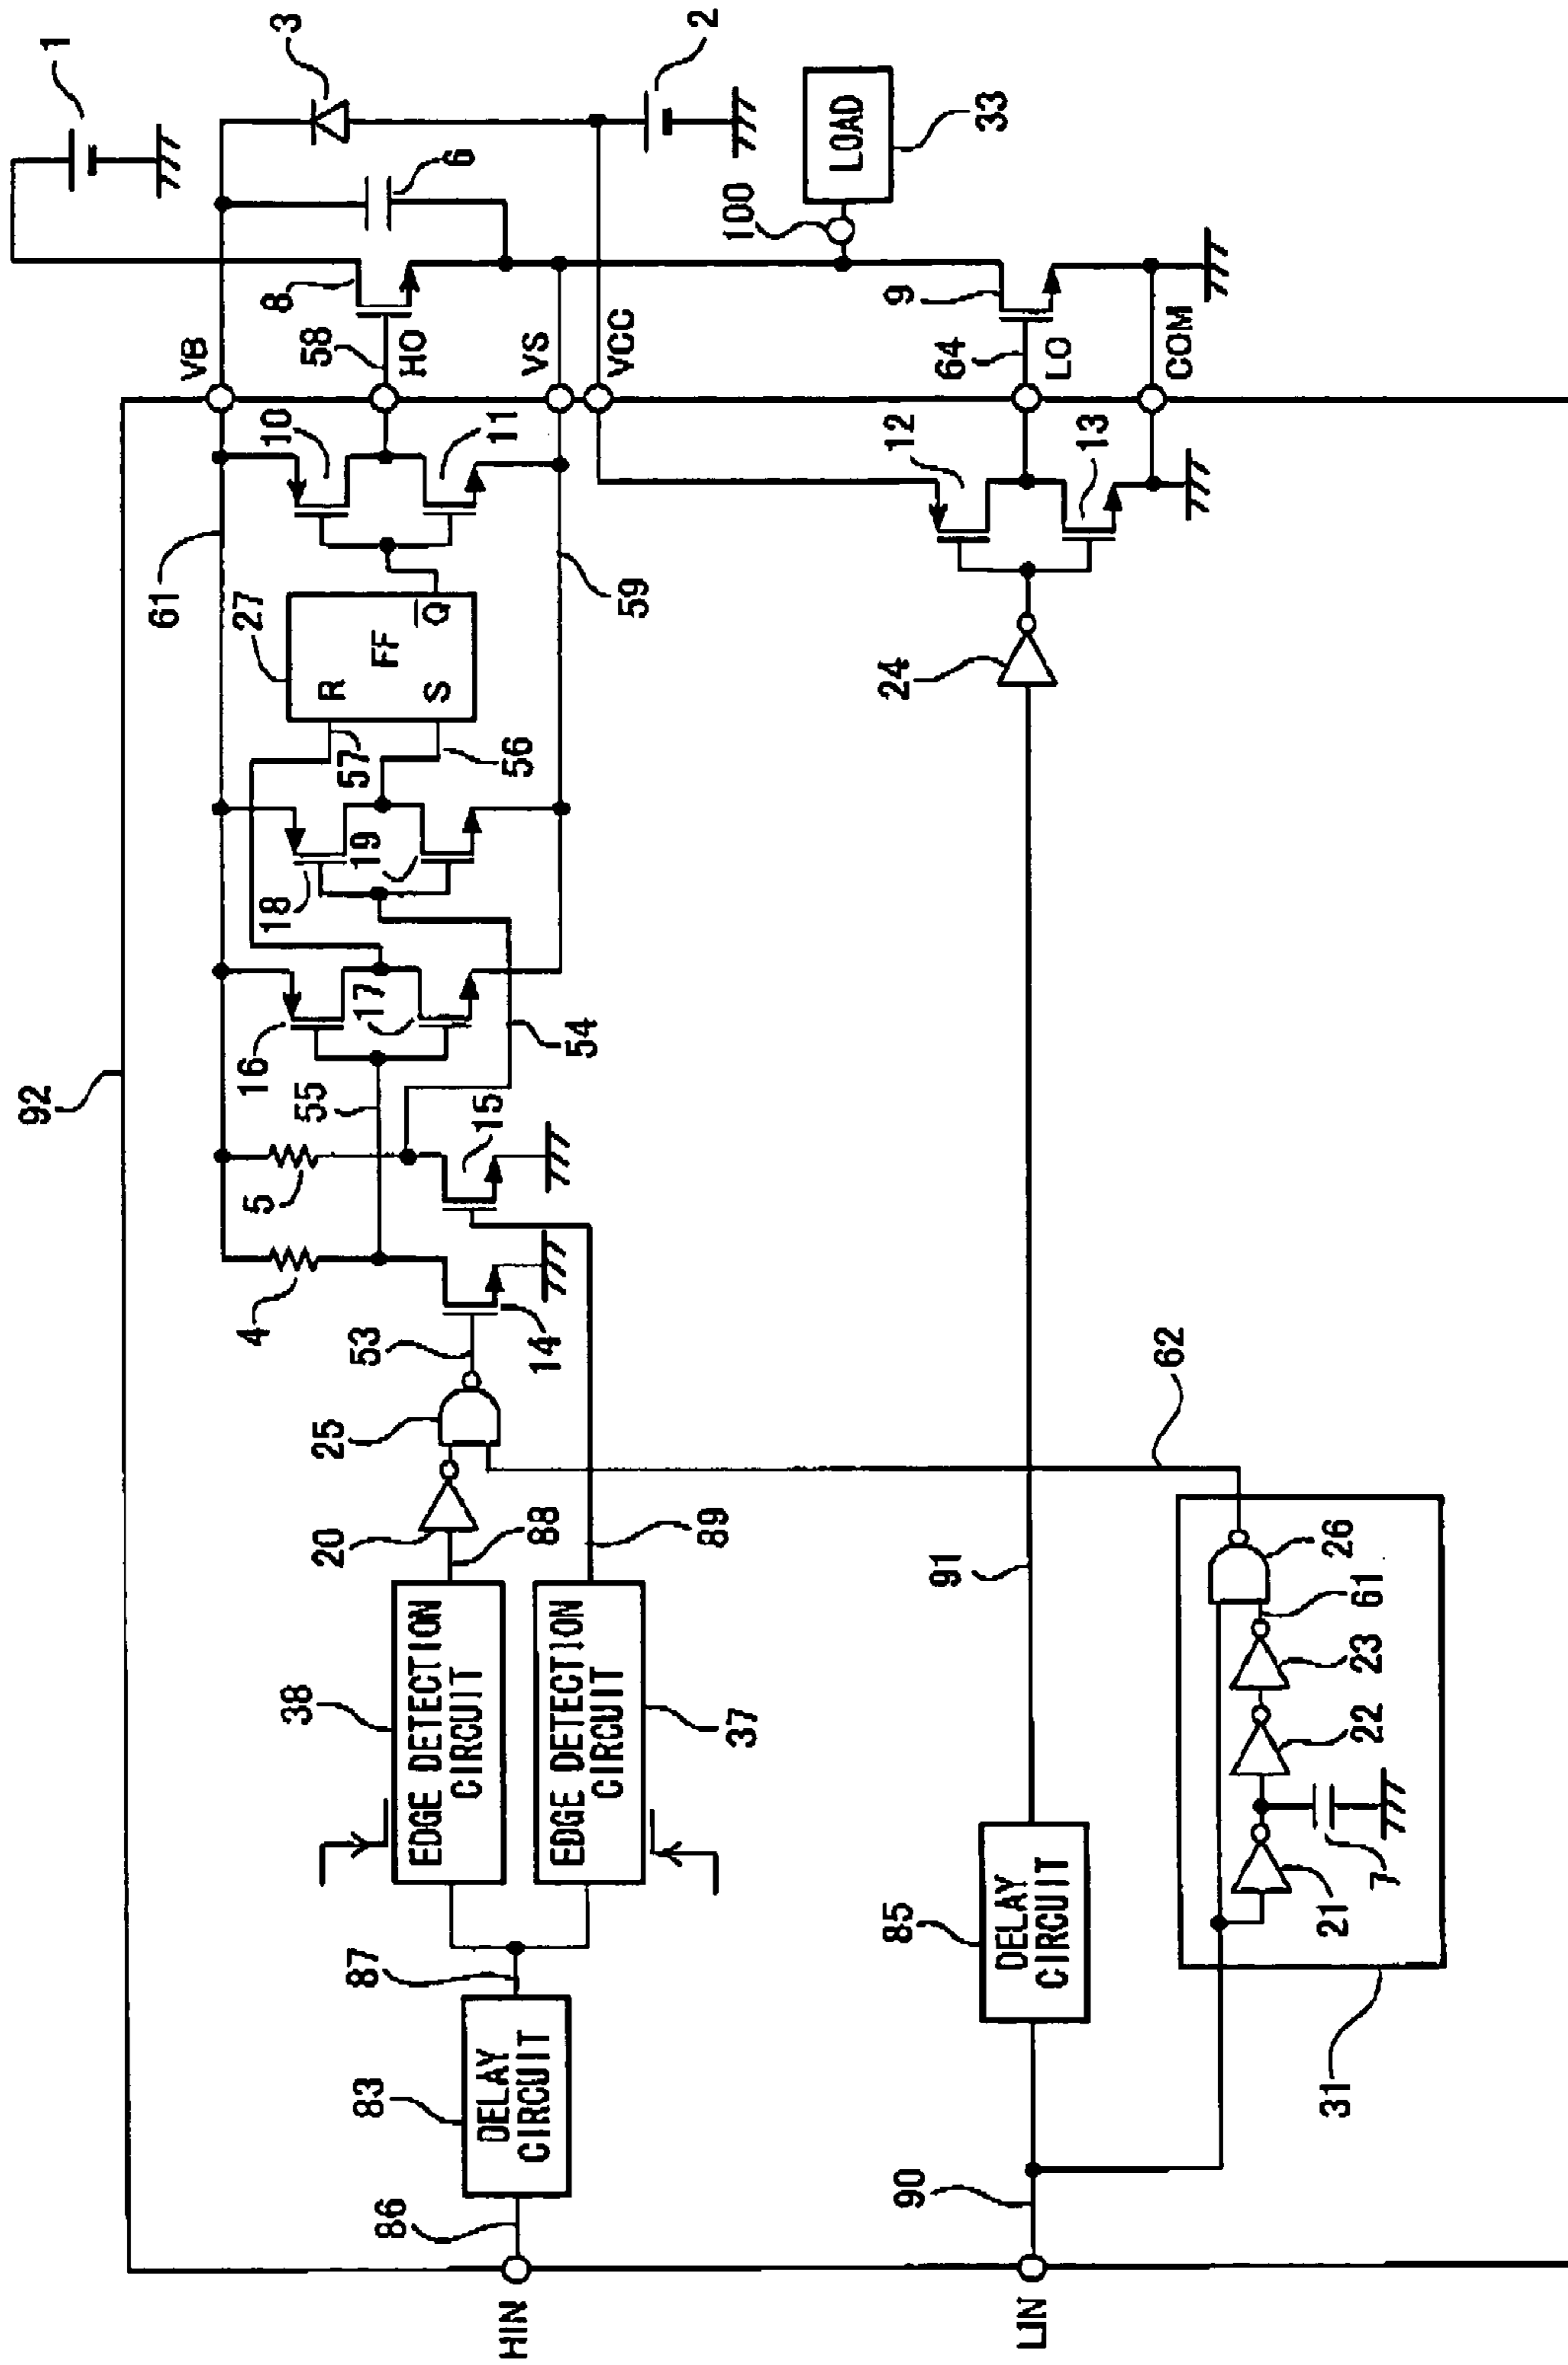 92
1
3
2
6
8
VB
58
HO
VS
VCC
100
LOAD
33
9
64
LO
COM
61
10
11
12
13
27
R
FF
S
Q
57
56
59
24
16
17
18
19
55
54
4
5
15
14
53
25
20
88
89
38
EDGE DETECTION
CIRCUIT
EDGE DETECTION
CIRCUIT
37
87
83
DELAY
CIRCUIT
86
HIN
91
85
DELAY
CIRCUIT
90
LIN
62
26
61
23
22
7
21
31